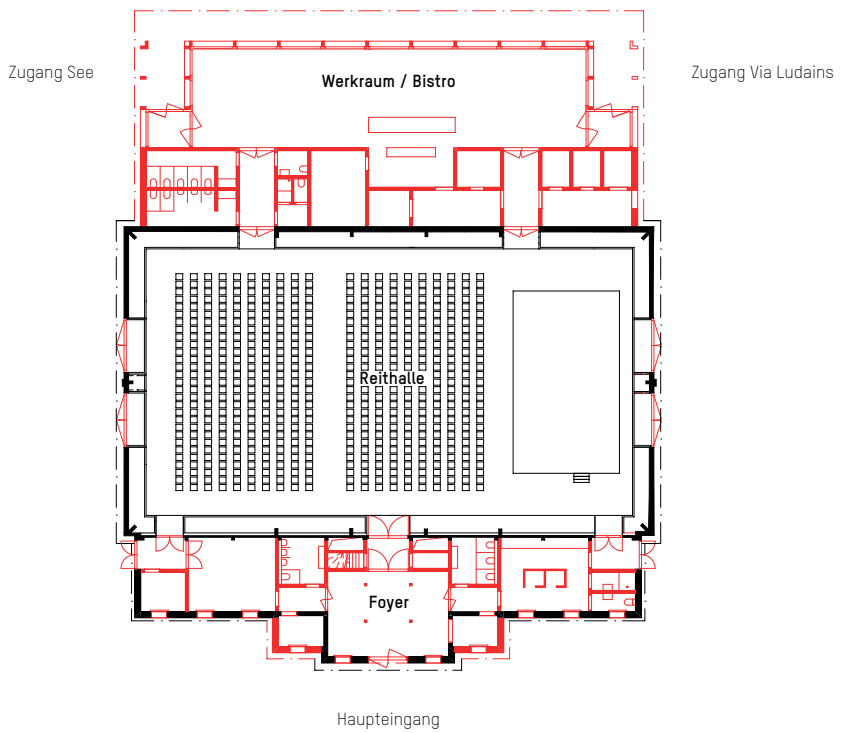 Zugang See
Werkraum / Bistro
Zugang Via Ludains
Reithalle
Foyer
Haupteingang